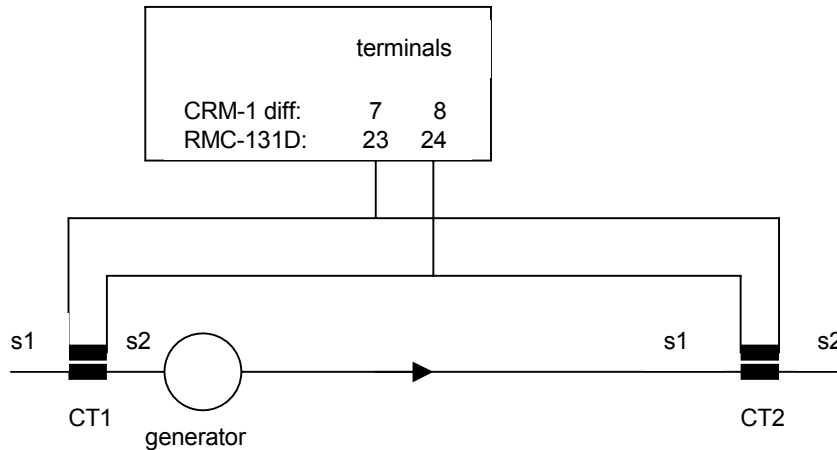 terminals
CRM-1 diff: 7 8
RMC-131D: 23 24
s1 s2 s1 s2
CT1 CT2
generator